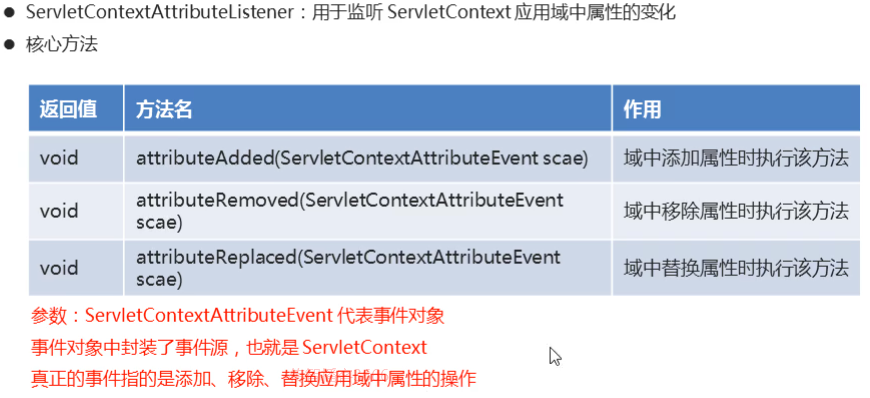 ● ServletContextAttributeListener：用于监听 ServletContext 应用域中属性的变化
● 核心方法
返回值 方法名 作用
void attributeAdded(ServletContextAttributeEvent scae) 域中添加属性时执行该方法
void attributeRemoved(ServletContextAttributeEvent scae) 域中移除属性时执行该方法
void attributeReplaced(ServletContextAttributeEvent scae) 域中替换属性时执行该方法
参数：ServletContextAttributeEvent 代表事件对象
事件对象中封装了事件源，也就是 ServletContext
真正的事件指的是添加、移除、替换应用域中属性的操作